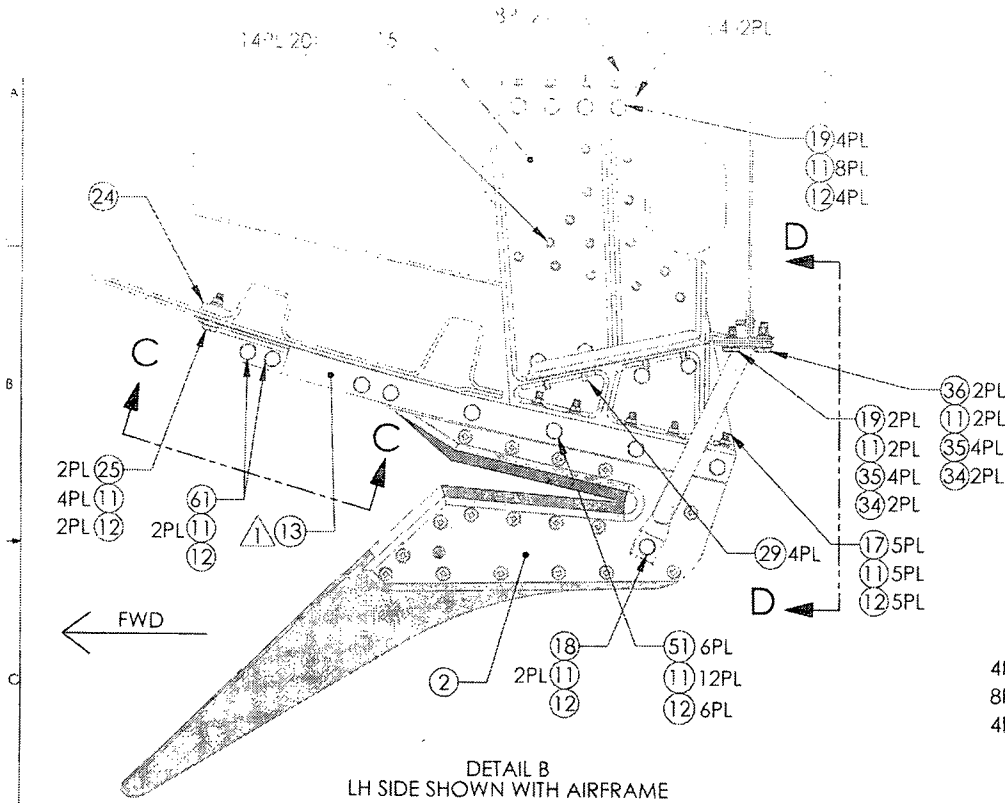 A
4 2PL
19 4PL
11 8PL
12 4PL
24
D
C
B
36 2PL
19 2PL 11 2PL
11 2PL 35 4PL
35 4PL 34 2PL
34 2PL
C
2PL 25
4PL 11
2PL 12
61
2PL 11
12
1 13
29 4PL
17 5PL
11 5PL
12 5PL
D
FWD
2
18
2PL 11
12
51 6PL
11 12PL
12 6PL
C
DETAIL B
LH SIDE SHOWN WITH AIRFRAME